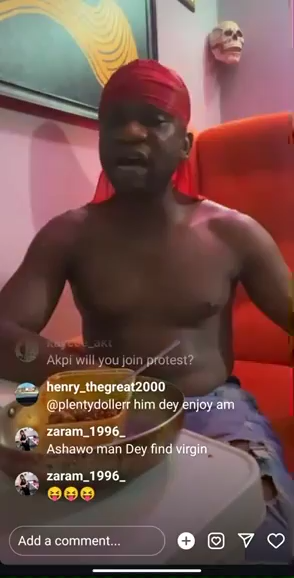 Akpi will you join protest?
henry_thegreat2000
@plentydollerr him dey enjoy am
zaram_1996_
Ashawo man Dey find virgin
zaram_1996_
😝😝😝
Add a comment...